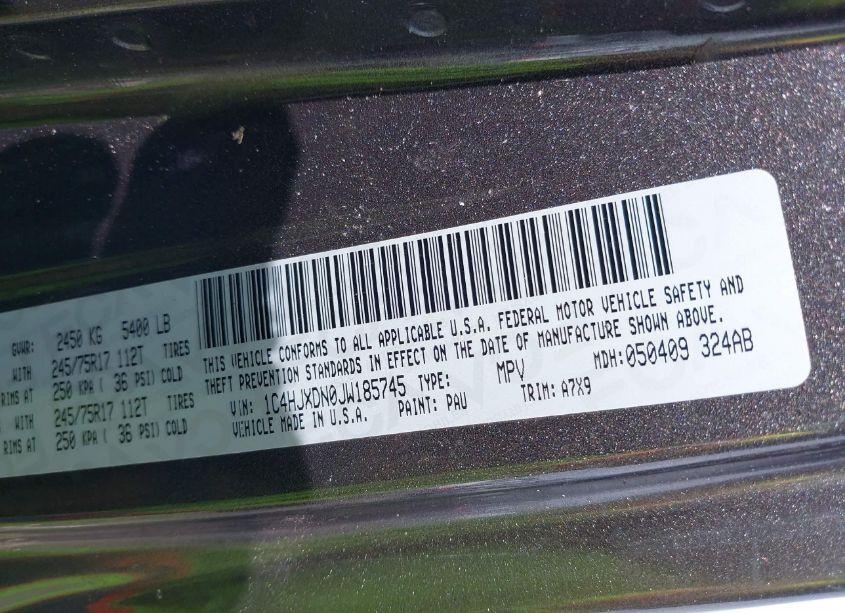 GVWR: 2450 KG 5400 LB
WITH 245/75R17 112T TIRES
RIMS AT 250 KPA ( 36 PSI) COLD
WITH 245/75R17 112T TIRES
RIMS AT 250 KPA ( 36 PSI) COLD
THIS VEHICLE CONFORMS TO ALL APPLICABLE U.S.A. FEDERAL MOTOR VEHICLE SAFETY AND
THEFT PREVENTION STANDARDS IN EFFECT ON THE DATE OF MANUFACTURE SHOWN ABOVE.
VIN: 1C4HJXDN0JW185745 TYPE: MPV MDH:050409 324AB
VEHICLE MADE IN U.S.A. PAINT: PAU TRIM: A7X9